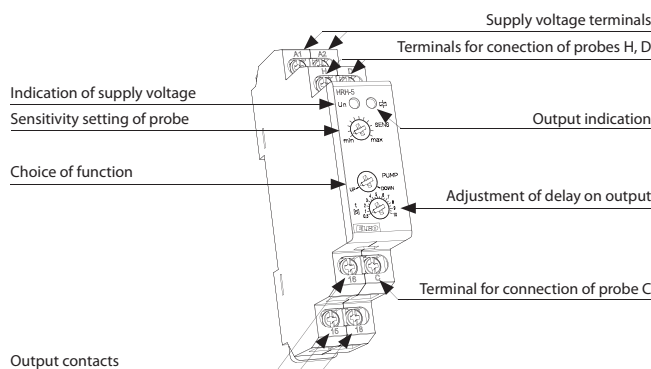 Supply voltage terminals
Terminals for conection of probes H, D
A1 A2
H D
Indication of supply voltage
HRH-5
Un
Sensitivity setting of probe
SENS
Output indication
min max
Choice of function
PUMP
UP DOWN
Adjustment of delay on output
ELKO
16 C
Terminal for connection of probe C
15 18
Output contacts